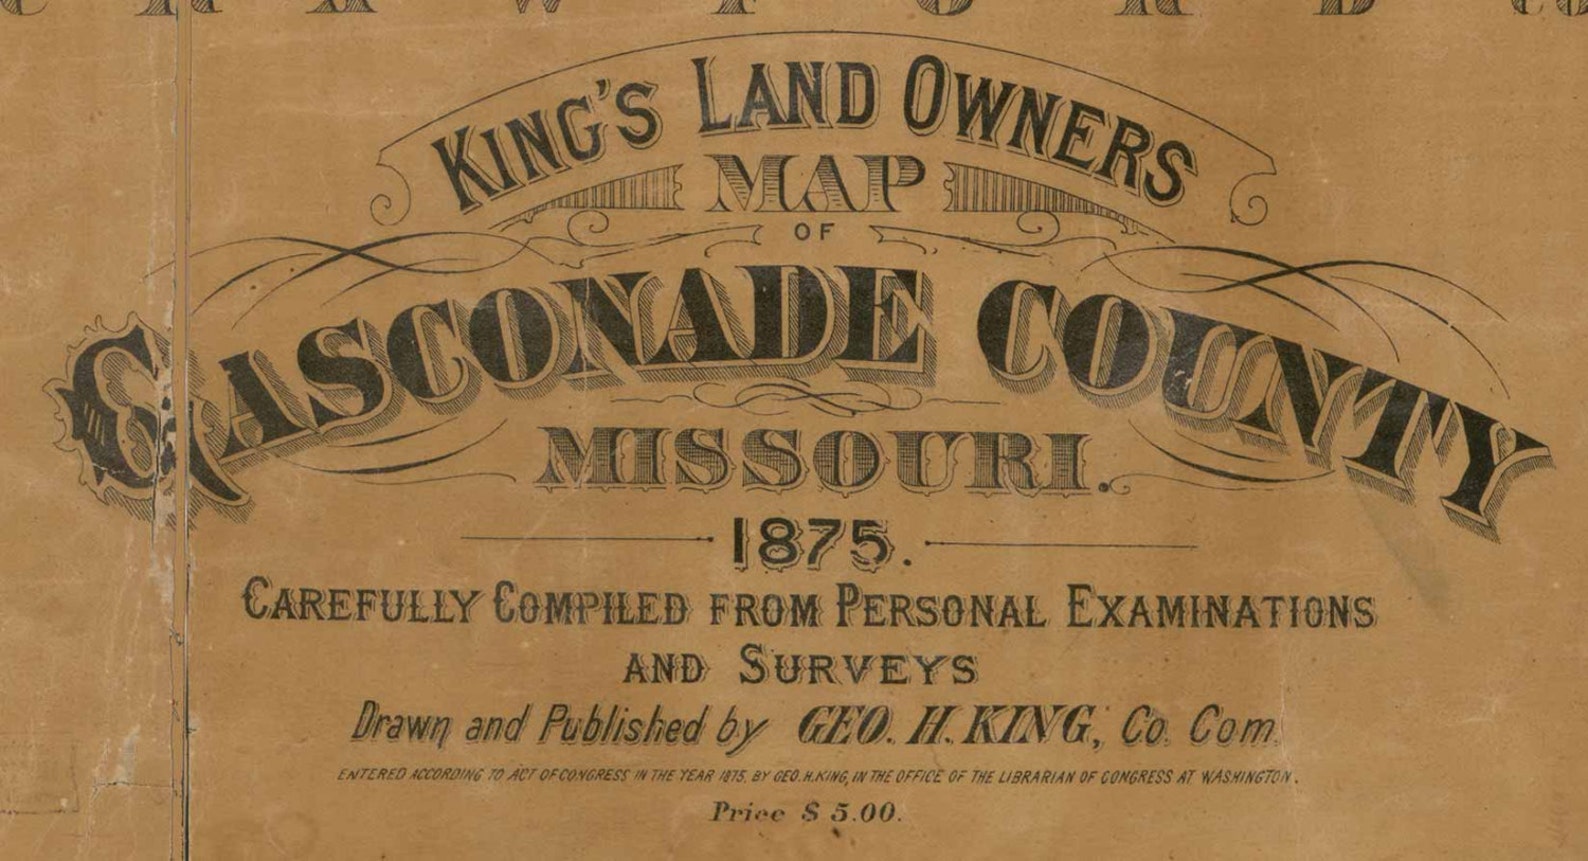 C R A W F O R D CO
KING'S LAND OWNERS
MAP
OF
GASCONADE COUNTY
MISSOURI.
1875.
CAREFULLY COMPILED FROM PERSONAL EXAMINATIONS
AND SURVEYS
Drawn and Published by GEO. H. KING, Co. Com.
ENTERED ACCORDING TO ACT OF CONGRESS IN THE YEAR 1875, BY GEO. H. KING, IN THE OFFICE OF THE LIBRARIAN OF CONGRESS AT WASHINGTON.
Price $ 5.00.